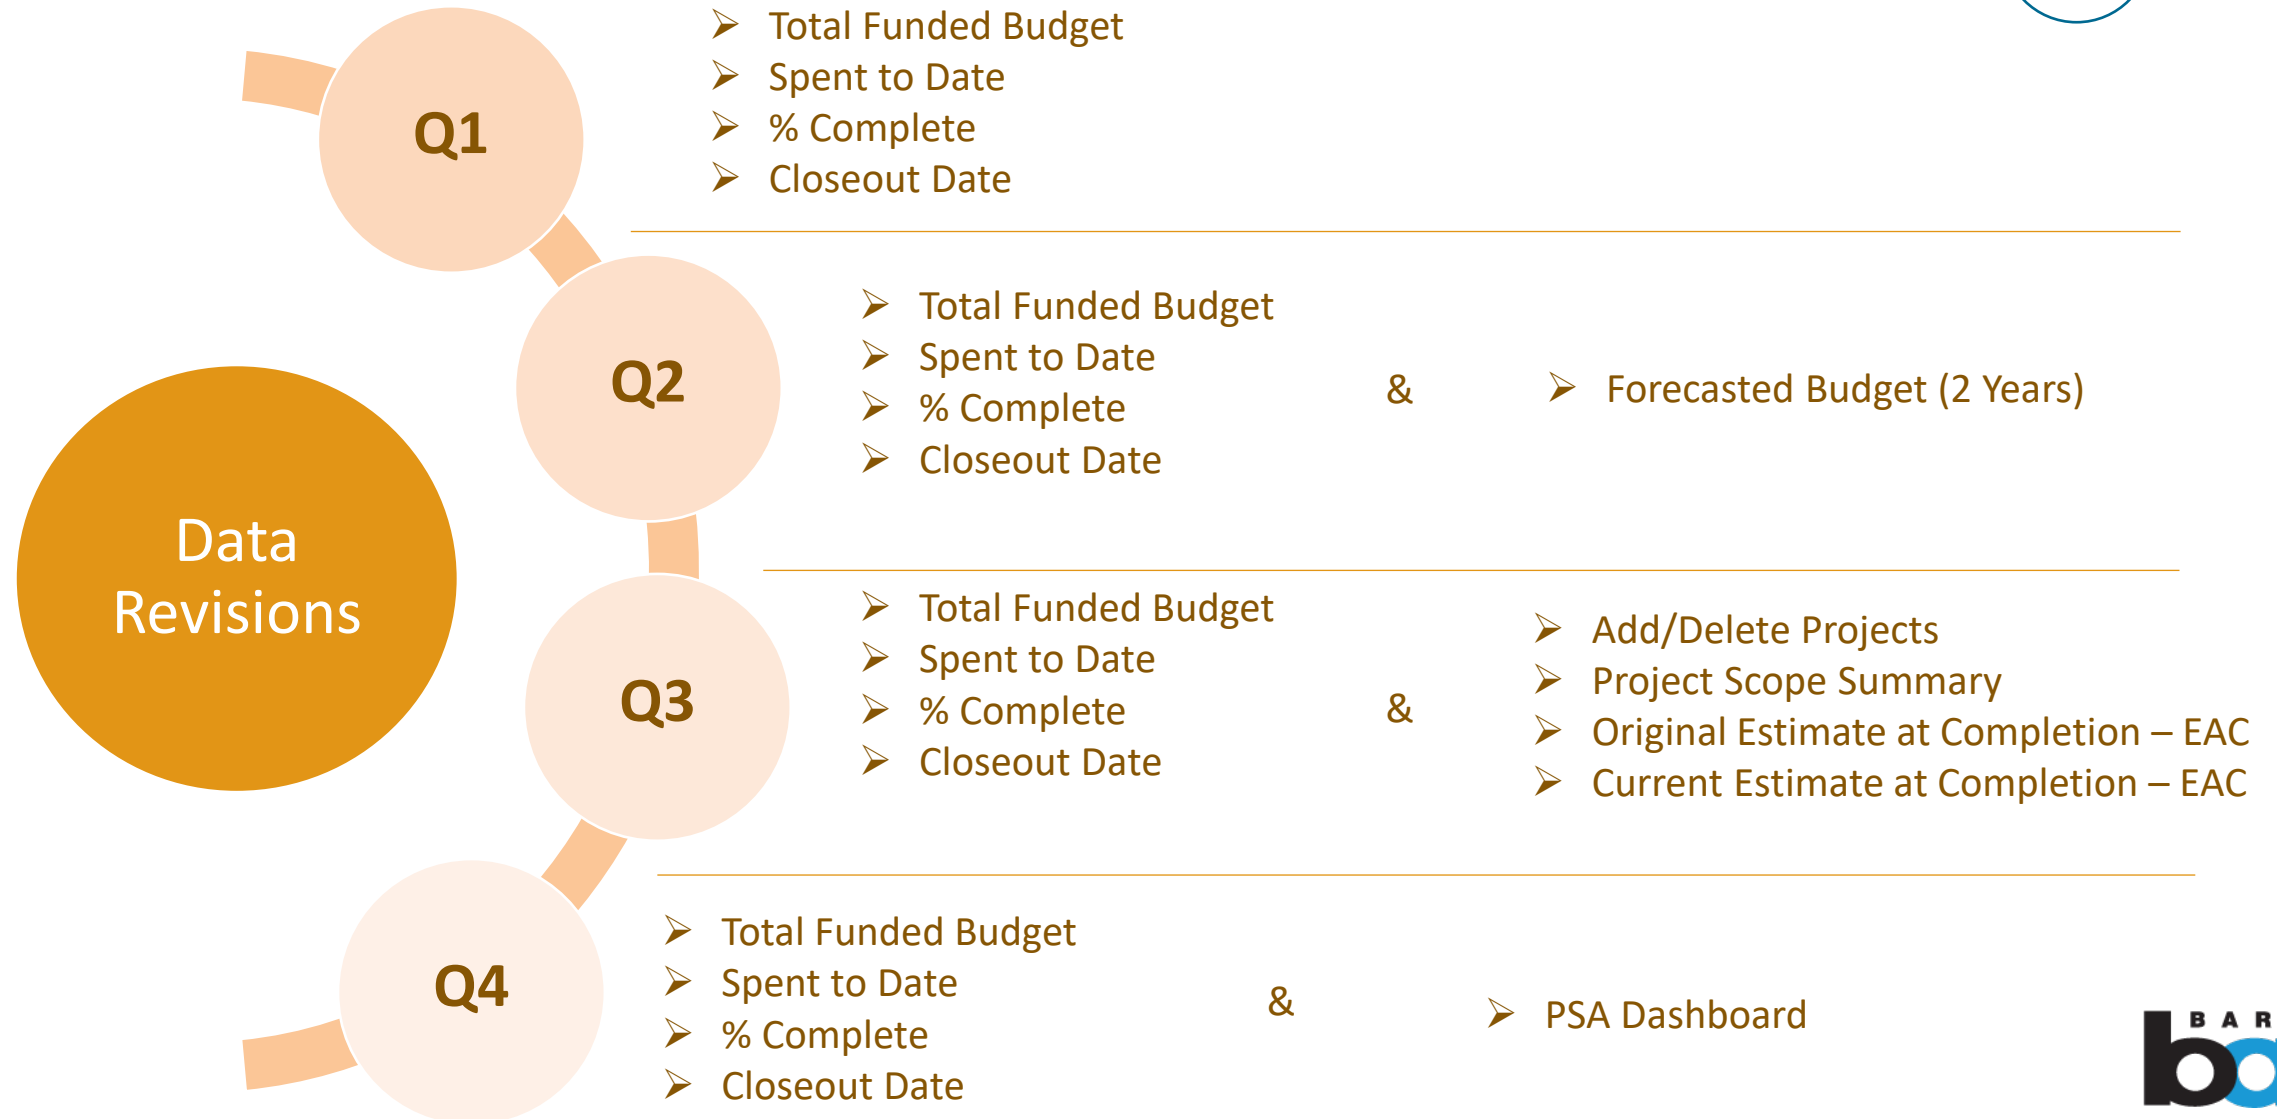 Data
Revisions
Q1
➢ Total Funded Budget
➢ Spent to Date
➢ % Complete
➢ Closeout Date
Q2
➢ Total Funded Budget
➢ Spent to Date
➢ % Complete
➢ Closeout Date
&
➢ Forecasted Budget (2 Years)
Q3
➢ Total Funded Budget
➢ Spent to Date
➢ % Complete
➢ Closeout Date
&
➢ Add/Delete Projects
➢ Project Scope Summary
➢ Original Estimate at Completion – EAC
➢ Current Estimate at Completion – EAC
Q4
➢ Total Funded Budget
➢ Spent to Date
➢ % Complete
➢ Closeout Date
&
➢ PSA Dashboard
BAR